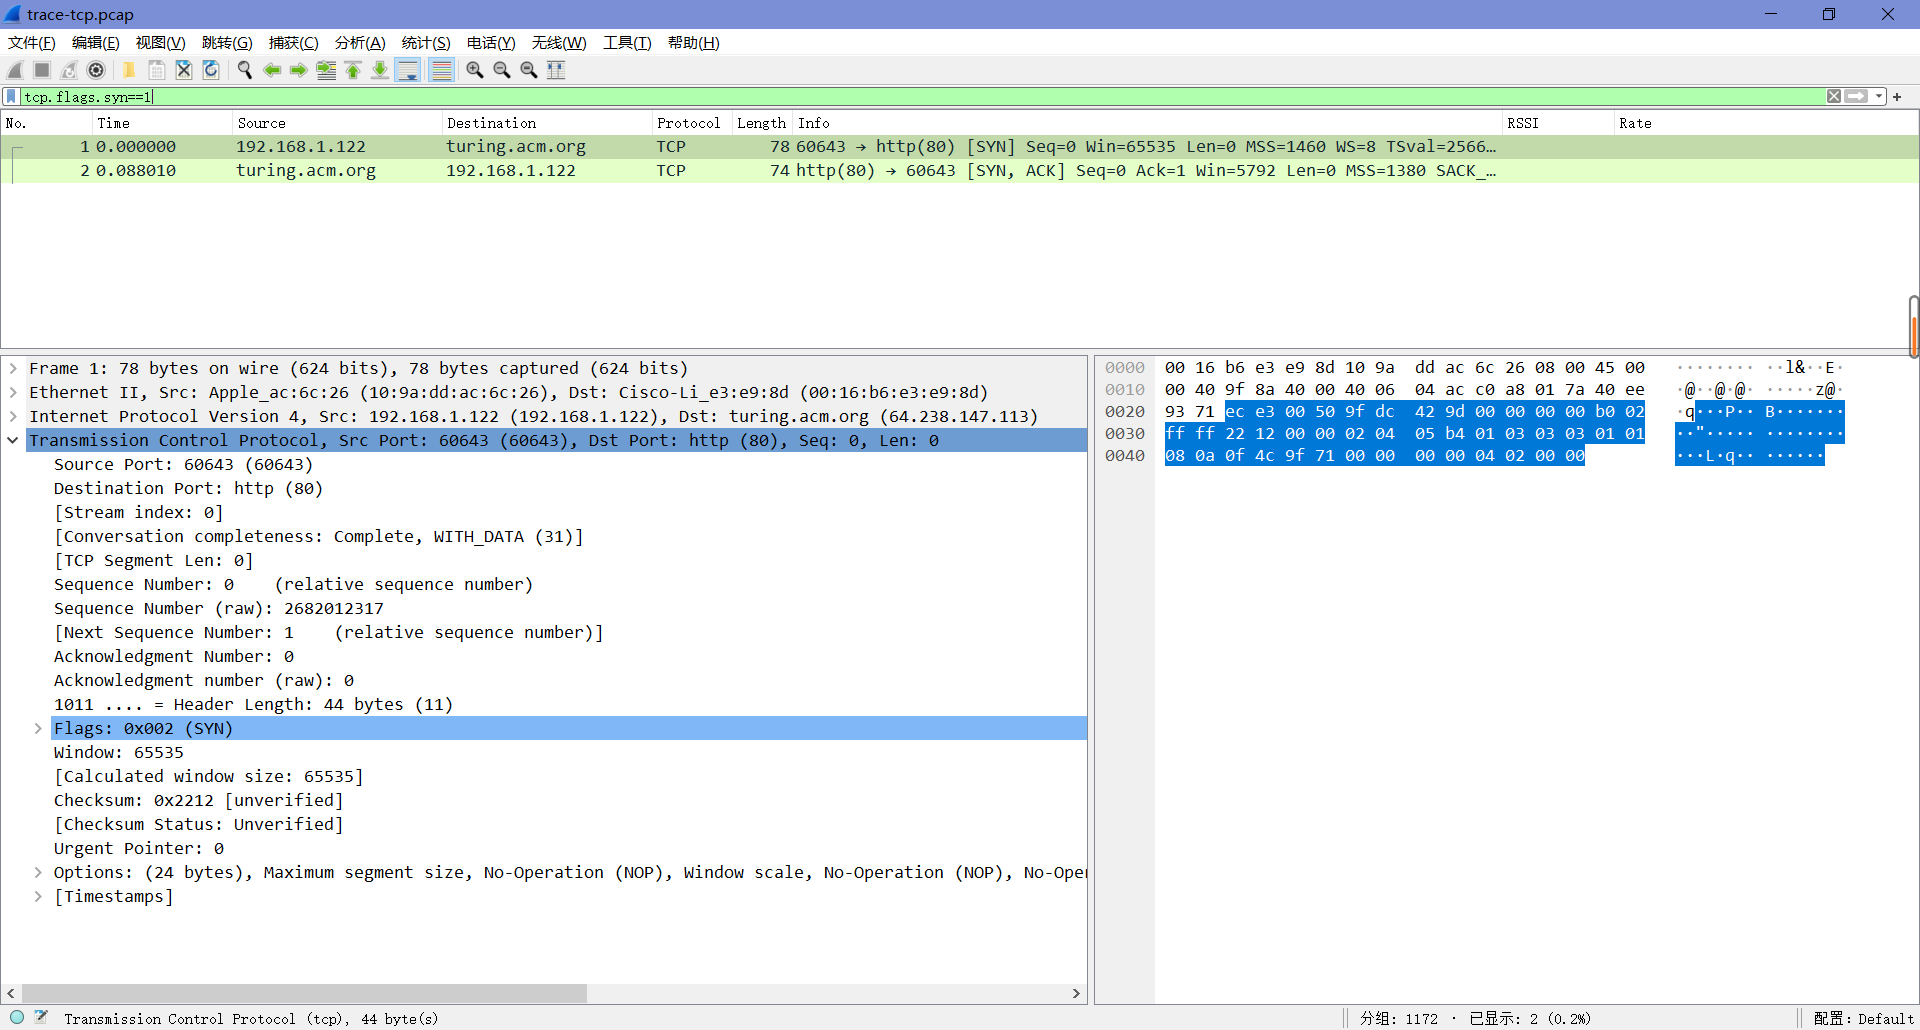 trace-tcp.pcap
文件(F) 编辑(E) 视图(V) 跳转(G) 捕获(C) 分析(A) 统计(S) 电话(Y) 无线(W) 工具(T) 帮助(H)
tcp.flags.syn==1
No. Time Source Destination Protocol Length Info RSSI Rate
1 0.000000 192.168.1.122 turing.acm.org TCP 78 60643 → http(80) [SYN] Seq=0 Win=65535 Len=0 MSS=1460 WS=8 TSval=2566…
2 0.088010 turing.acm.org 192.168.1.122 TCP 74 http(80) → 60643 [SYN, ACK] Seq=0 Ack=1 Win=5792 Len=0 MSS=1380 SACK_…
Frame 1: 78 bytes on wire (624 bits), 78 bytes captured (624 bits)
Ethernet II, Src: Apple_ac:6c:26 (10:9a:dd:ac:6c:26), Dst: Cisco-Li_e3:e9:8d (00:16:b6:e3:e9:8d)
Internet Protocol Version 4, Src: 192.168.1.122 (192.168.1.122), Dst: turing.acm.org (64.238.147.113)
Transmission Control Protocol, Src Port: 60643 (60643), Dst Port: http (80), Seq: 0, Len: 0
Source Port: 60643 (60643)
Destination Port: http (80)
[Stream index: 0]
[Conversation completeness: Complete, WITH_DATA (31)]
[TCP Segment Len: 0]
Sequence Number: 0    (relative sequence number)
Sequence Number (raw): 2682012317
[Next Sequence Number: 1    (relative sequence number)]
Acknowledgment Number: 0
Acknowledgment number (raw): 0
1011 .... = Header Length: 44 bytes (11)
Flags: 0x002 (SYN)
Window: 65535
[Calculated window size: 65535]
Checksum: 0x2212 [unverified]
[Checksum Status: Unverified]
Urgent Pointer: 0
Options: (24 bytes), Maximum segment size, No-Operation (NOP), Window scale, No-Operation (NOP), No-Oper
[Timestamps]
0000 00 16 b6 e3 e9 8d 10 9a dd ac 6c 26 08 00 45 00 ········ ··l&··E·
0010 00 40 9f 8a 40 00 40 06 04 ac c0 a8 01 7a 40 ee ·@··@·@· ·····z@·
0020 93 71 ec e3 00 50 9f dc 42 9d 00 00 00 00 b0 02 ·q···P·· B·······
0030 ff ff 22 12 00 00 02 04 05 b4 01 03 03 03 01 01 ··"····· ········
0040 08 0a 0f 4c 9f 71 00 00 00 00 04 02 00 00 ···L·q·· ······
Transmission Control Protocol (tcp), 44 byte(s) 分组: 1172 · 已显示: 2 (0.2%) 配置: Default